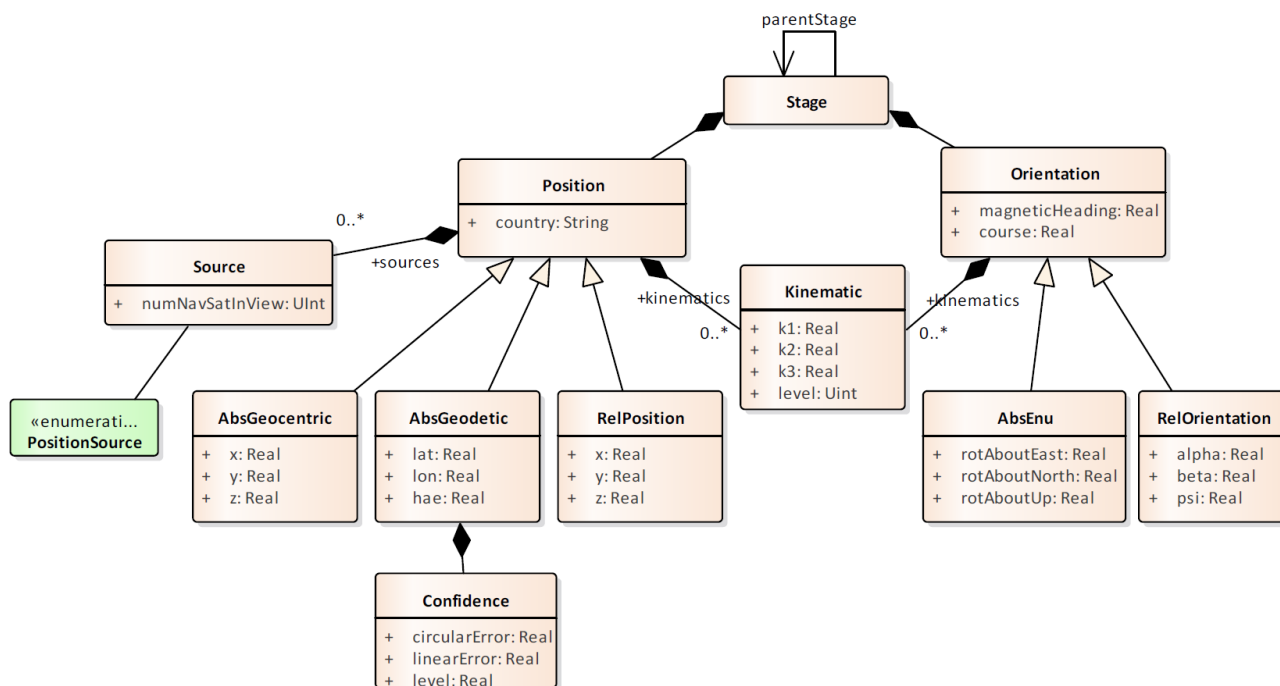 parentStage
Stage
Position
+ country: String
Orientation
+ magneticHeading: Real
+ course: Real
0..*
+sources
Source
+ numNavSatInView: UInt
+kinematics
0..*
Kinematic
+ k1: Real
+ k2: Real
+ k3: Real
+ level: Uint
+kinematics
0..*
«enumerati...
PositionSource
AbsGeocentric
+ x: Real
+ y: Real
+ z: Real
AbsGeodetic
+ lat: Real
+ lon: Real
+ hae: Real
RelPosition
+ x: Real
+ y: Real
+ z: Real
AbsEnu
+ rotAboutEast: Real
+ rotAboutNorth: Real
+ rotAboutUp: Real
RelOrientation
+ alpha: Real
+ beta: Real
+ psi: Real
Confidence
+ circularError: Real
+ linearError: Real
+ level: Real